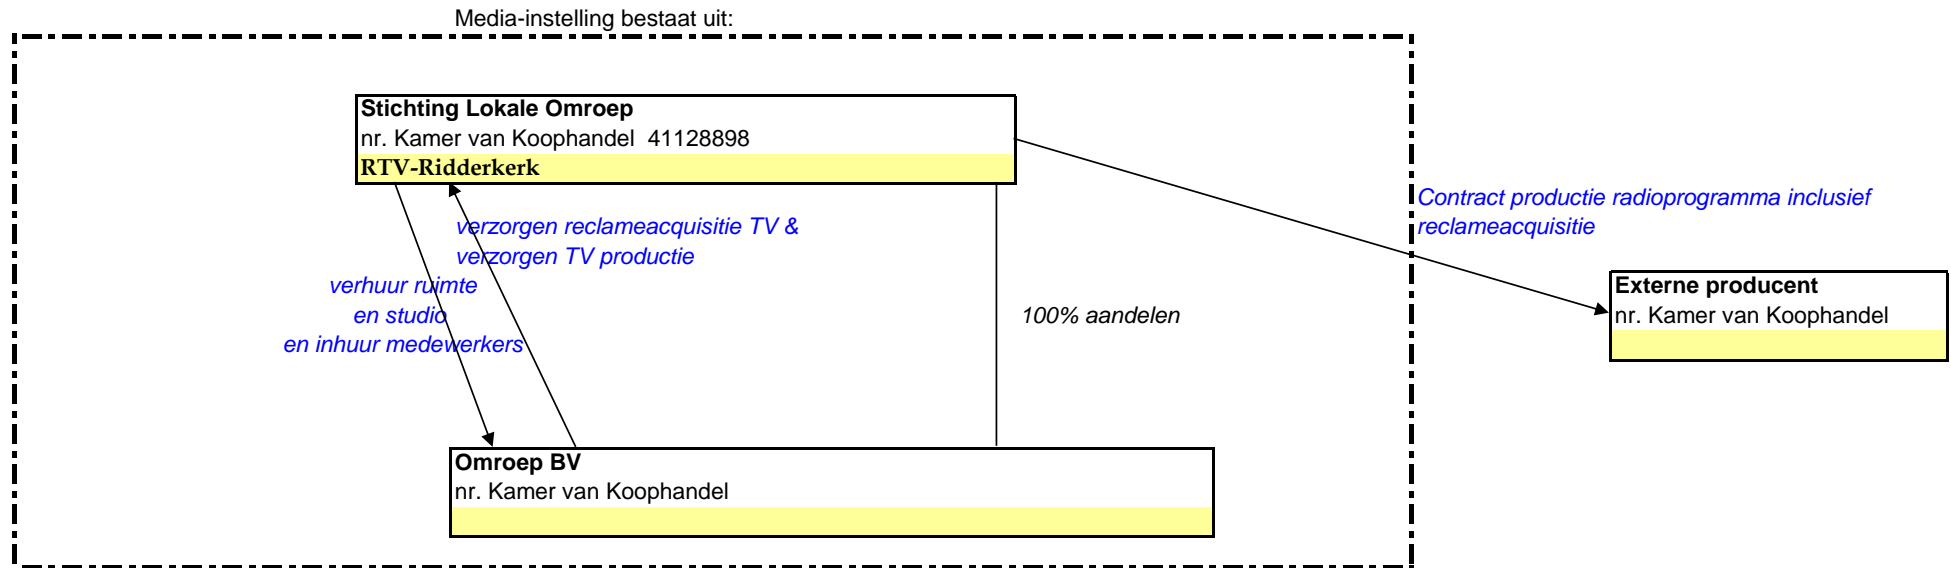 Media-instelling bestaat uit:
Stichting Lokale Omroep
nr. Kamer van Koophandel 41128898
RTV-Ridderkerk
Contract productie radioprogramma inclusief
reclameacquisitie
verzorgen reclameacquisitie TV &
verzorgen TV productie
verhuur ruimte
en studio
en inhuur medewerkers
100% aandelen
Externe producent
nr. Kamer van Koophandel
Omroep BV
nr. Kamer van Koophandel